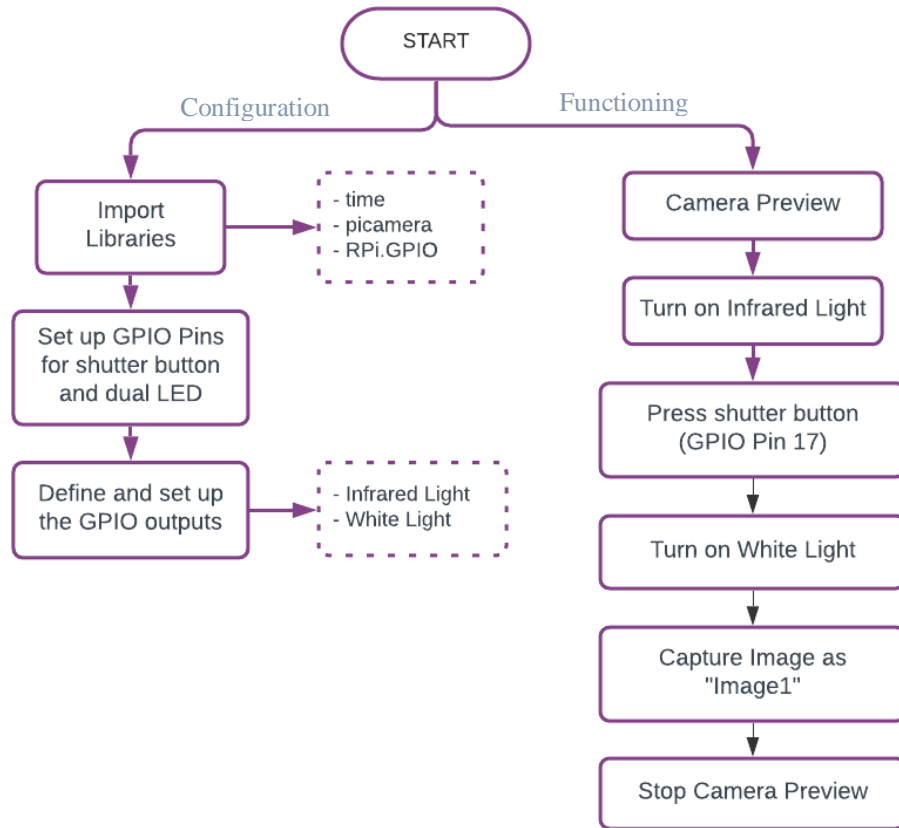 START
Configuration
Functioning
Import
Libraries
- time
- picamera
- RPi.GPIO
Set up GPIO Pins
for shutter button
and dual LED
Define and set up
the GPIO outputs
- Infrared Light
- White Light
Camera Preview
Turn on Infrared Light
Press shutter button
(GPIO Pin 17)
Turn on White Light
Capture Image as
"Image1"
Stop Camera Preview